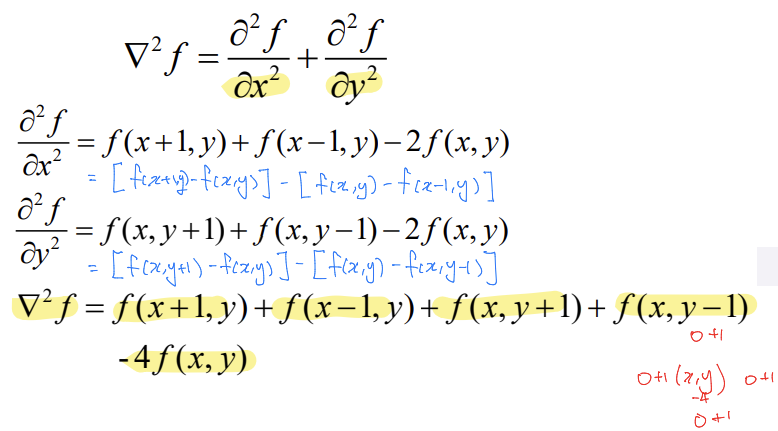 ∇²f = ∂²f/∂x² + ∂²f/∂y²
∂²f/∂x² = f(x+1, y) + f(x−1, y) − 2f(x, y)
= [f(x+1,y) - f(x,y)] - [f(x,y) - f(x-1,y)]
∂²f/∂y² = f(x, y+1) + f(x, y−1) − 2f(x, y)
= [f(x,y+1) - f(x,y)] - [f(x,y) - f(x,y-1)]
∇²f = f(x+1, y) + f(x−1, y) + f(x, y+1) + f(x, y−1)
-4f(x, y)
0+1
0+1 (x,y) 0+1
-4
0+1